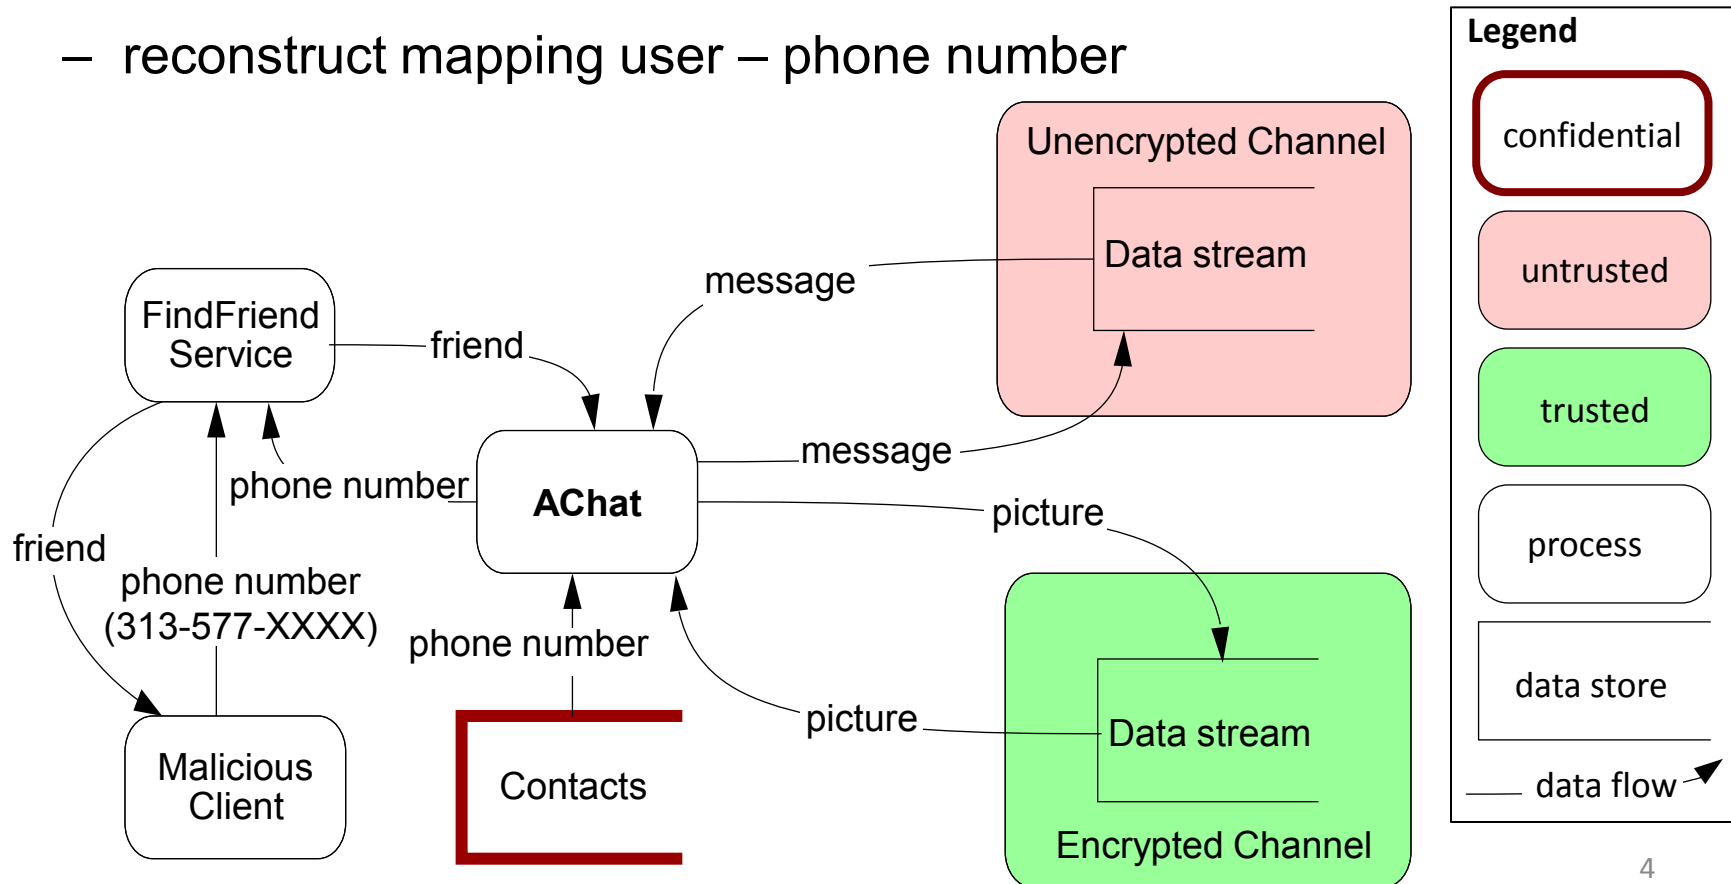 – reconstruct mapping user – phone number
Legend
confidential
untrusted
trusted
process
data store
data flow
Unencrypted Channel
Data stream
message
message
FindFriend
Service
friend
phone number
AChat
picture
friend
phone number
(313-577-XXXX)
phone number
picture
Data stream
Malicious
Client
Contacts
Encrypted Channel
4